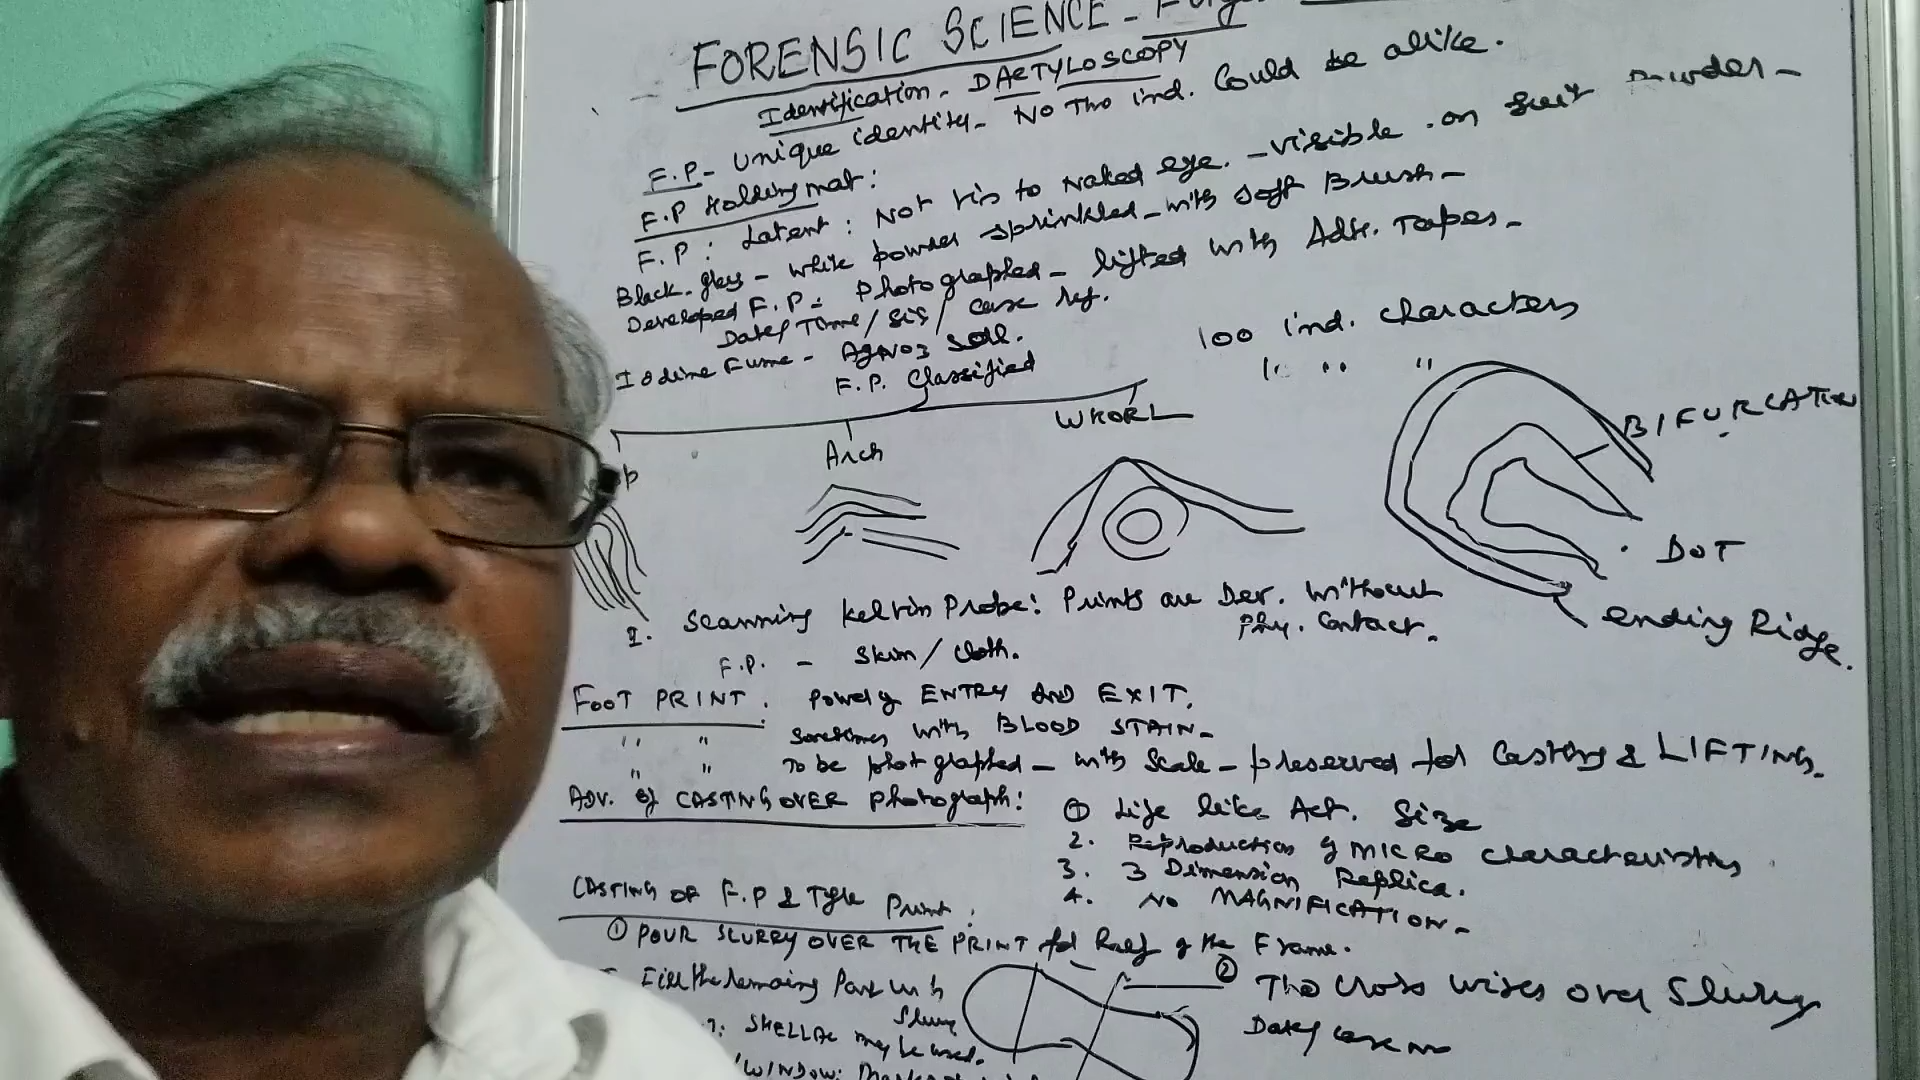 FORENSIC SCIENCE -
Identification - DACTYLOSCOPY
F.P- Unique identity - No Two ind. Could be alike.
F.P Holding mat:
F.P: Latent: Not vis to Naked eye. - visible on
Black glass - white powder sprinkled - with soft Brush -
Developed F.P - Photographed - lifted with Adh. Tapes -
Date/ Time/ sig/ case ref.
Iodine Fume - AgNO3 Sol.
100 ind. characters
F.P. Classified
Arch
WHORL
BIFURCATION
DOT
ending Ridge.
I. Scanning Kelvin Probe: Prints are Dev. without
Phy. Contact.
F.P. - Skin/ cloth.
FOOT PRINT: ENTRY AND EXIT.
" " Sometimes with BLOOD STAIN -
" " To be photographed - with Scale - preserved for Casting & LIFTING.
ADV. of CASTING OVER photograph: ① Life like Act. Size
2. Reproduction of MICRO characteristics
3. 3 Dimension Replica.
4. NO MAGNIFICATION -
CASTING OF F.P & Tyre Print:
① POUR SLURRY OVER THE PRINT for half of the Frame.
② Two cross wires over Slurry
Fill the remaining Part with
Slurry
Date/ case no
SHELLAC may be used.
WINDOW: